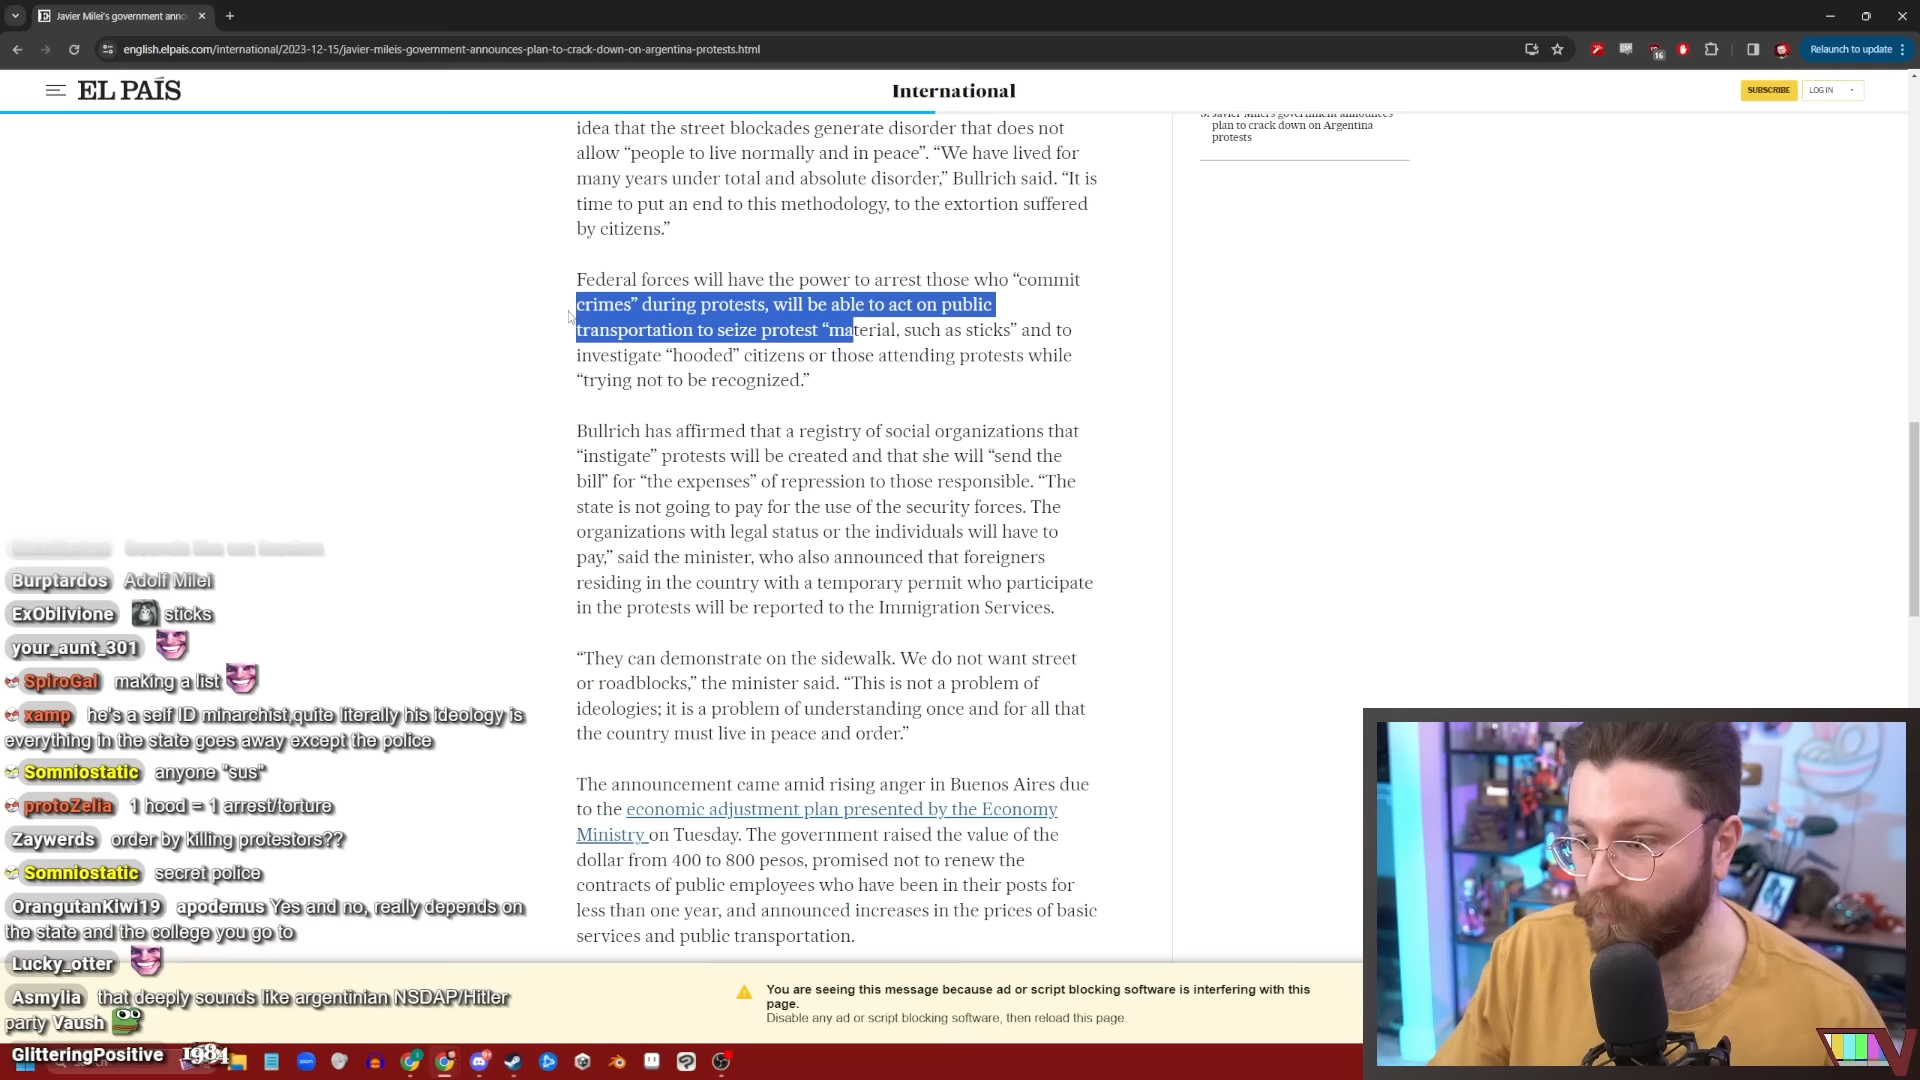 Javier Milei's government anno
english.elpais.com/international/2023-12-15/javier-mileis-government-announces-plan-to-crack-down-on-argentina-protests.html
16
Relaunch to update
EL PAÍS
International
SUBSCRIBE
LOG IN
idea that the street blockades generate disorder that does not
allow “people to live normally and in peace”. “We have lived for
many years under total and absolute disorder,” Bullrich said. “It is
time to put an end to this methodology, to the extortion suffered
by citizens.”
Federal forces will have the power to arrest those who “commit
crimes” during protests, will be able to act on public
transportation to seize protest “material, such as sticks” and to
investigate “hooded” citizens or those attending protests while
“trying not to be recognized.”
Bullrich has affirmed that a registry of social organizations that
“instigate” protests will be created and that she will “send the
bill” for “the expenses” of repression to those responsible. “The
state is not going to pay for the use of the security forces. The
organizations with legal status or the individuals will have to
pay,” said the minister, who also announced that foreigners
residing in the country with a temporary permit who participate
in the protests will be reported to the Immigration Services.
“They can demonstrate on the sidewalk. We do not want street
or roadblocks,” the minister said. “This is not a problem of
ideologies; it is a problem of understanding once and for all that
the country must live in peace and order.”
The announcement came amid rising anger in Buenos Aires due
to the economic adjustment plan presented by the Economy
Ministry on Tuesday. The government raised the value of the
dollar from 400 to 800 pesos, promised not to renew the
contracts of public employees who have been in their posts for
less than one year, and announced increases in the prices of basic
services and public transportation.
5. Javier Milei's government announces
plan to crack down on Argentina
protests
Burptardos Adolf Milei
ExOblivione sticks
your_aunt_301
SpiroGal making a list
xamp he's a self ID minarchist,quite literally his ideology is
everything in the state goes away except the police
Somniostatic anyone "sus"
protoZelia 1 hood = 1 arrest/torture
Zaywerds order by killing protestors??
Somniostatic secret police
OrangutanKiwi19 apodemus Yes and no, really depends on
the state and the college you go to
Lucky_otter
Asmylia that deeply sounds like argentinian NSDAP/Hitler
party Vaush
GlitteringPositive 1984
You are seeing this message because ad or script blocking software is interfering with this
page.
Disable any ad or script blocking software, then reload this page.